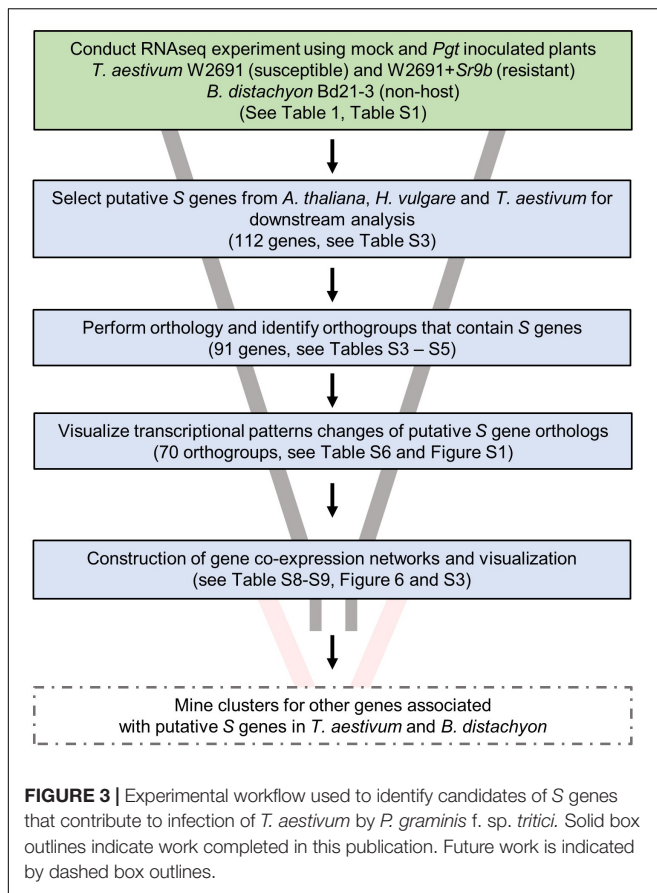 Conduct RNAseq experiment using mock and Pgt inoculated plants
T. aestivum W2691 (susceptible) and W2691+Sr9b (resistant)
B. distachyon Bd21-3 (non-host)
(See Table 1, Table S1)
Select putative S genes from A. thaliana, H. vulgare and T. aestivum for
downstream analysis
(112 genes, see Table S3)
Perform orthology and identify orthogroups that contain S genes
(91 genes, see Tables S3 – S5)
Visualize transcriptional patterns changes of putative S gene orthologs
(70 orthogroups, see Table S6 and Figure S1)
Construction of gene co-expression networks and visualization
(see Table S8-S9, Figure 6 and S3)
Mine clusters for other genes associated
with putative S genes in T. aestivum and B. distachyon
FIGURE 3 | Experimental workflow used to identify candidates of S genes
that contribute to infection of T. aestivum by P. graminis f. sp. tritici. Solid box
outlines indicate work completed in this publication. Future work is indicated
by dashed box outlines.